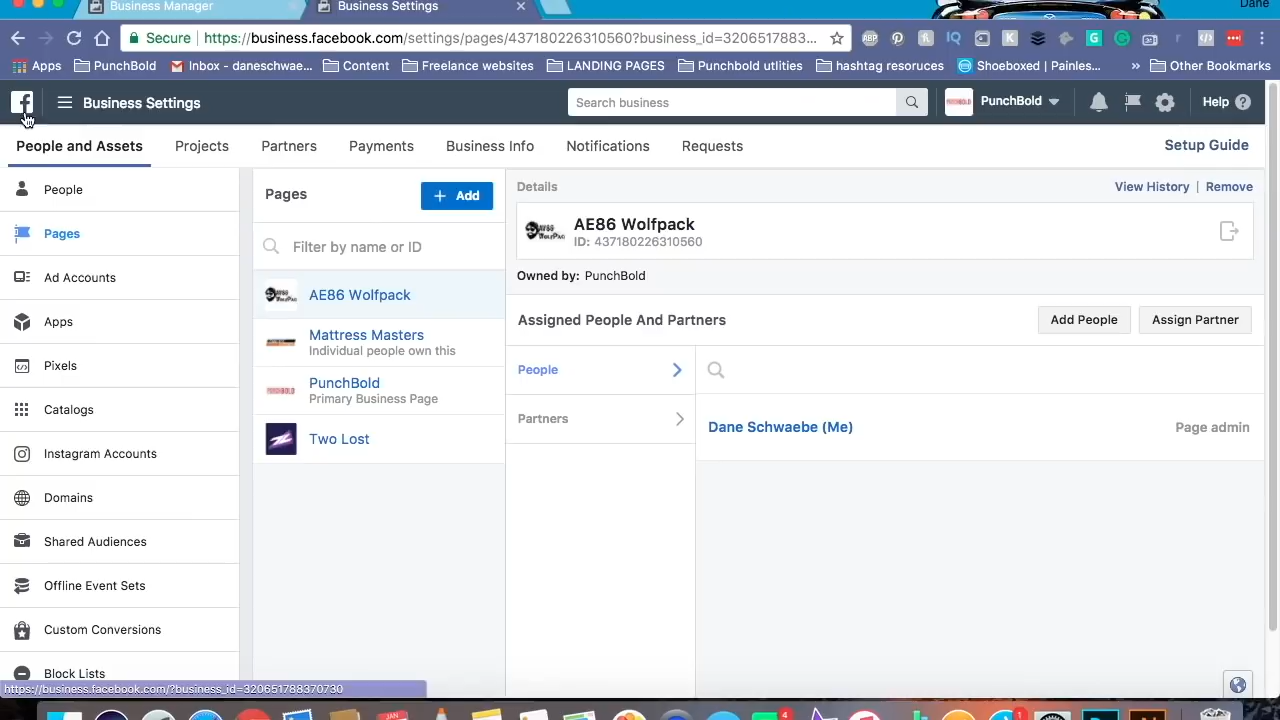 Business Manager
Business Settings
Dane
Secure
https://business.facebook.com/settings/pages/437180226310560?business_id=3206517883...
Apps
PunchBold
Inbox - daneschwae...
Content
Freelance websites
LANDING PAGES
Punchbold utlities
hashtag resoruces
Shoeboxed | Painles...
»
Other Bookmarks
Business Settings
Search business
PunchBold
Help
People and Assets
Projects
Partners
Payments
Business Info
Notifications
Requests
Setup Guide
People
Pages
Ad Accounts
Apps
Pixels
Catalogs
Instagram Accounts
Domains
Shared Audiences
Offline Event Sets
Custom Conversions
Block Lists
https://business.facebook.com/?business_id=320651788370730
Pages
+ Add
Filter by name or ID
AE86 Wolfpack
Mattress Masters
Individual people own this
PunchBold
Primary Business Page
Two Lost
Details
View History | Remove
AE86 Wolfpack
ID: 437180226310560
Owned by: PunchBold
Assigned People And Partners
Add People
Assign Partner
People
Partners
Dane Schwaebe (Me)
Page admin
JAN
4
1